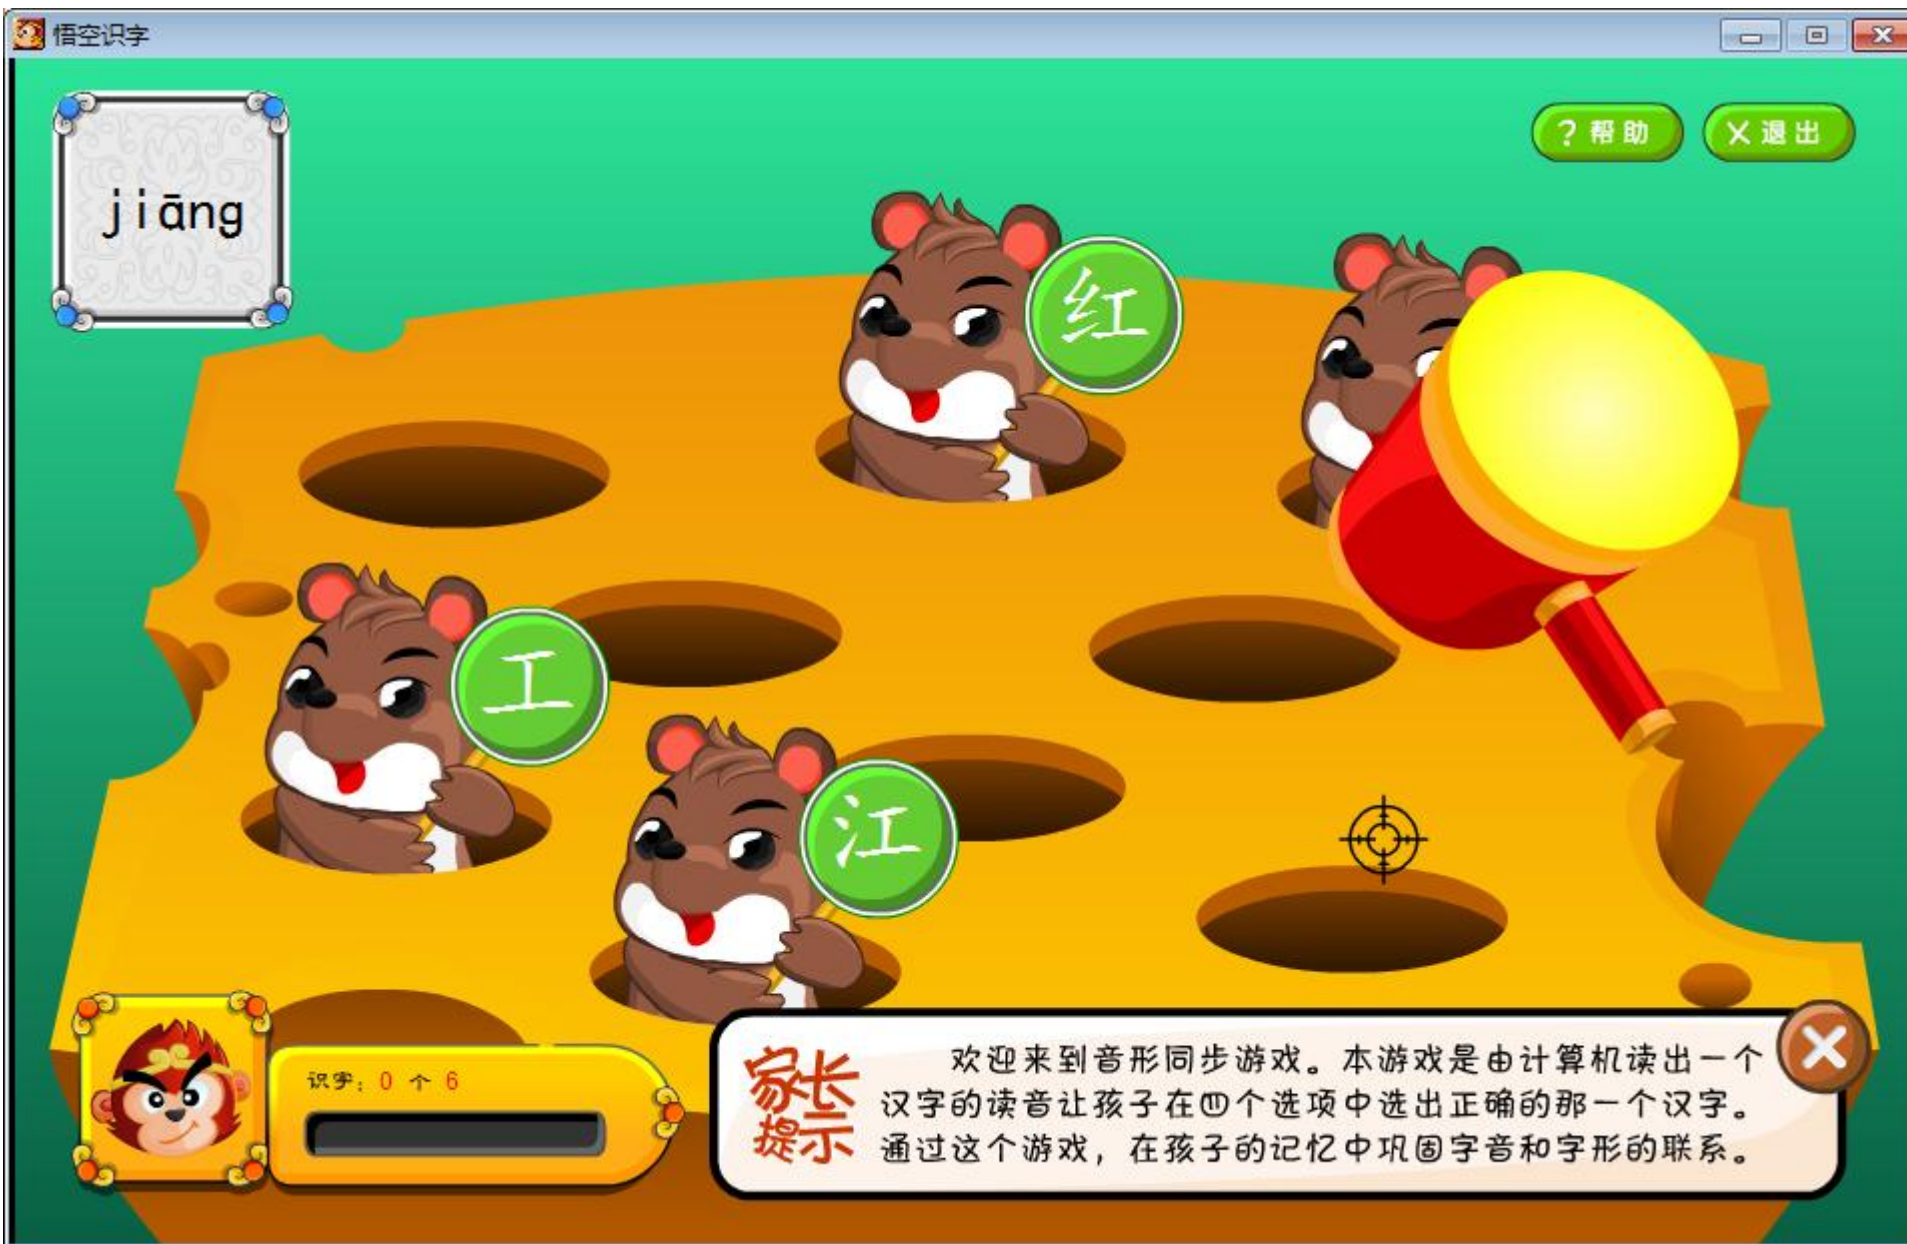 悟空识字
jiāng
? 帮助
X 退出
红
工
江
识字：0 个 6
家长
提示
欢迎来到音形同步游戏。本游戏是由计算机读出一个
汉字的读音让孩子在四个选项中选出正确的那一个汉字。
通过这个游戏，在孩子的记忆中巩固字音和字形的联系。